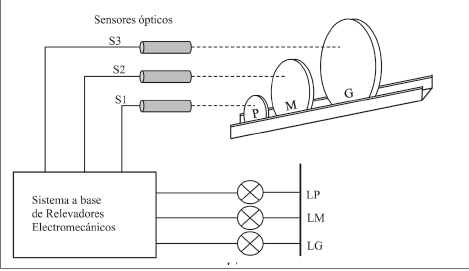 Sensores ópticos
S3
S2
S1
G
M
P
Sistema a base
de Relevadores
Electromecánicos
LP
LM
LG